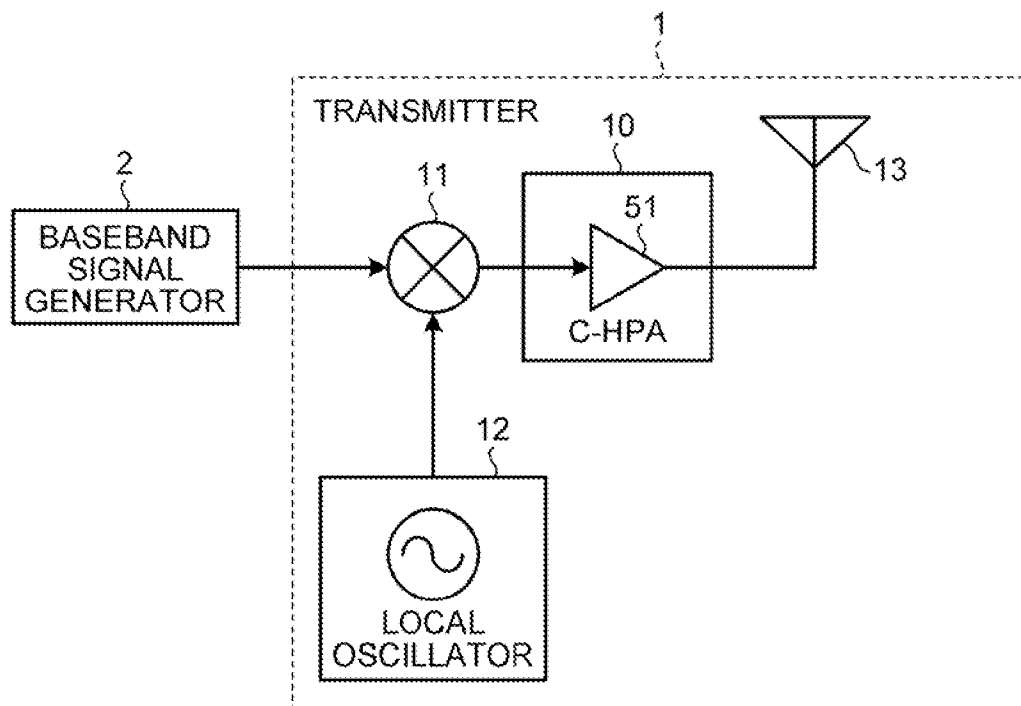 1
TRANSMITTER
2
BASEBAND
SIGNAL
GENERATOR
11
10
51
C-HPA
13
12
LOCAL
OSCILLATOR